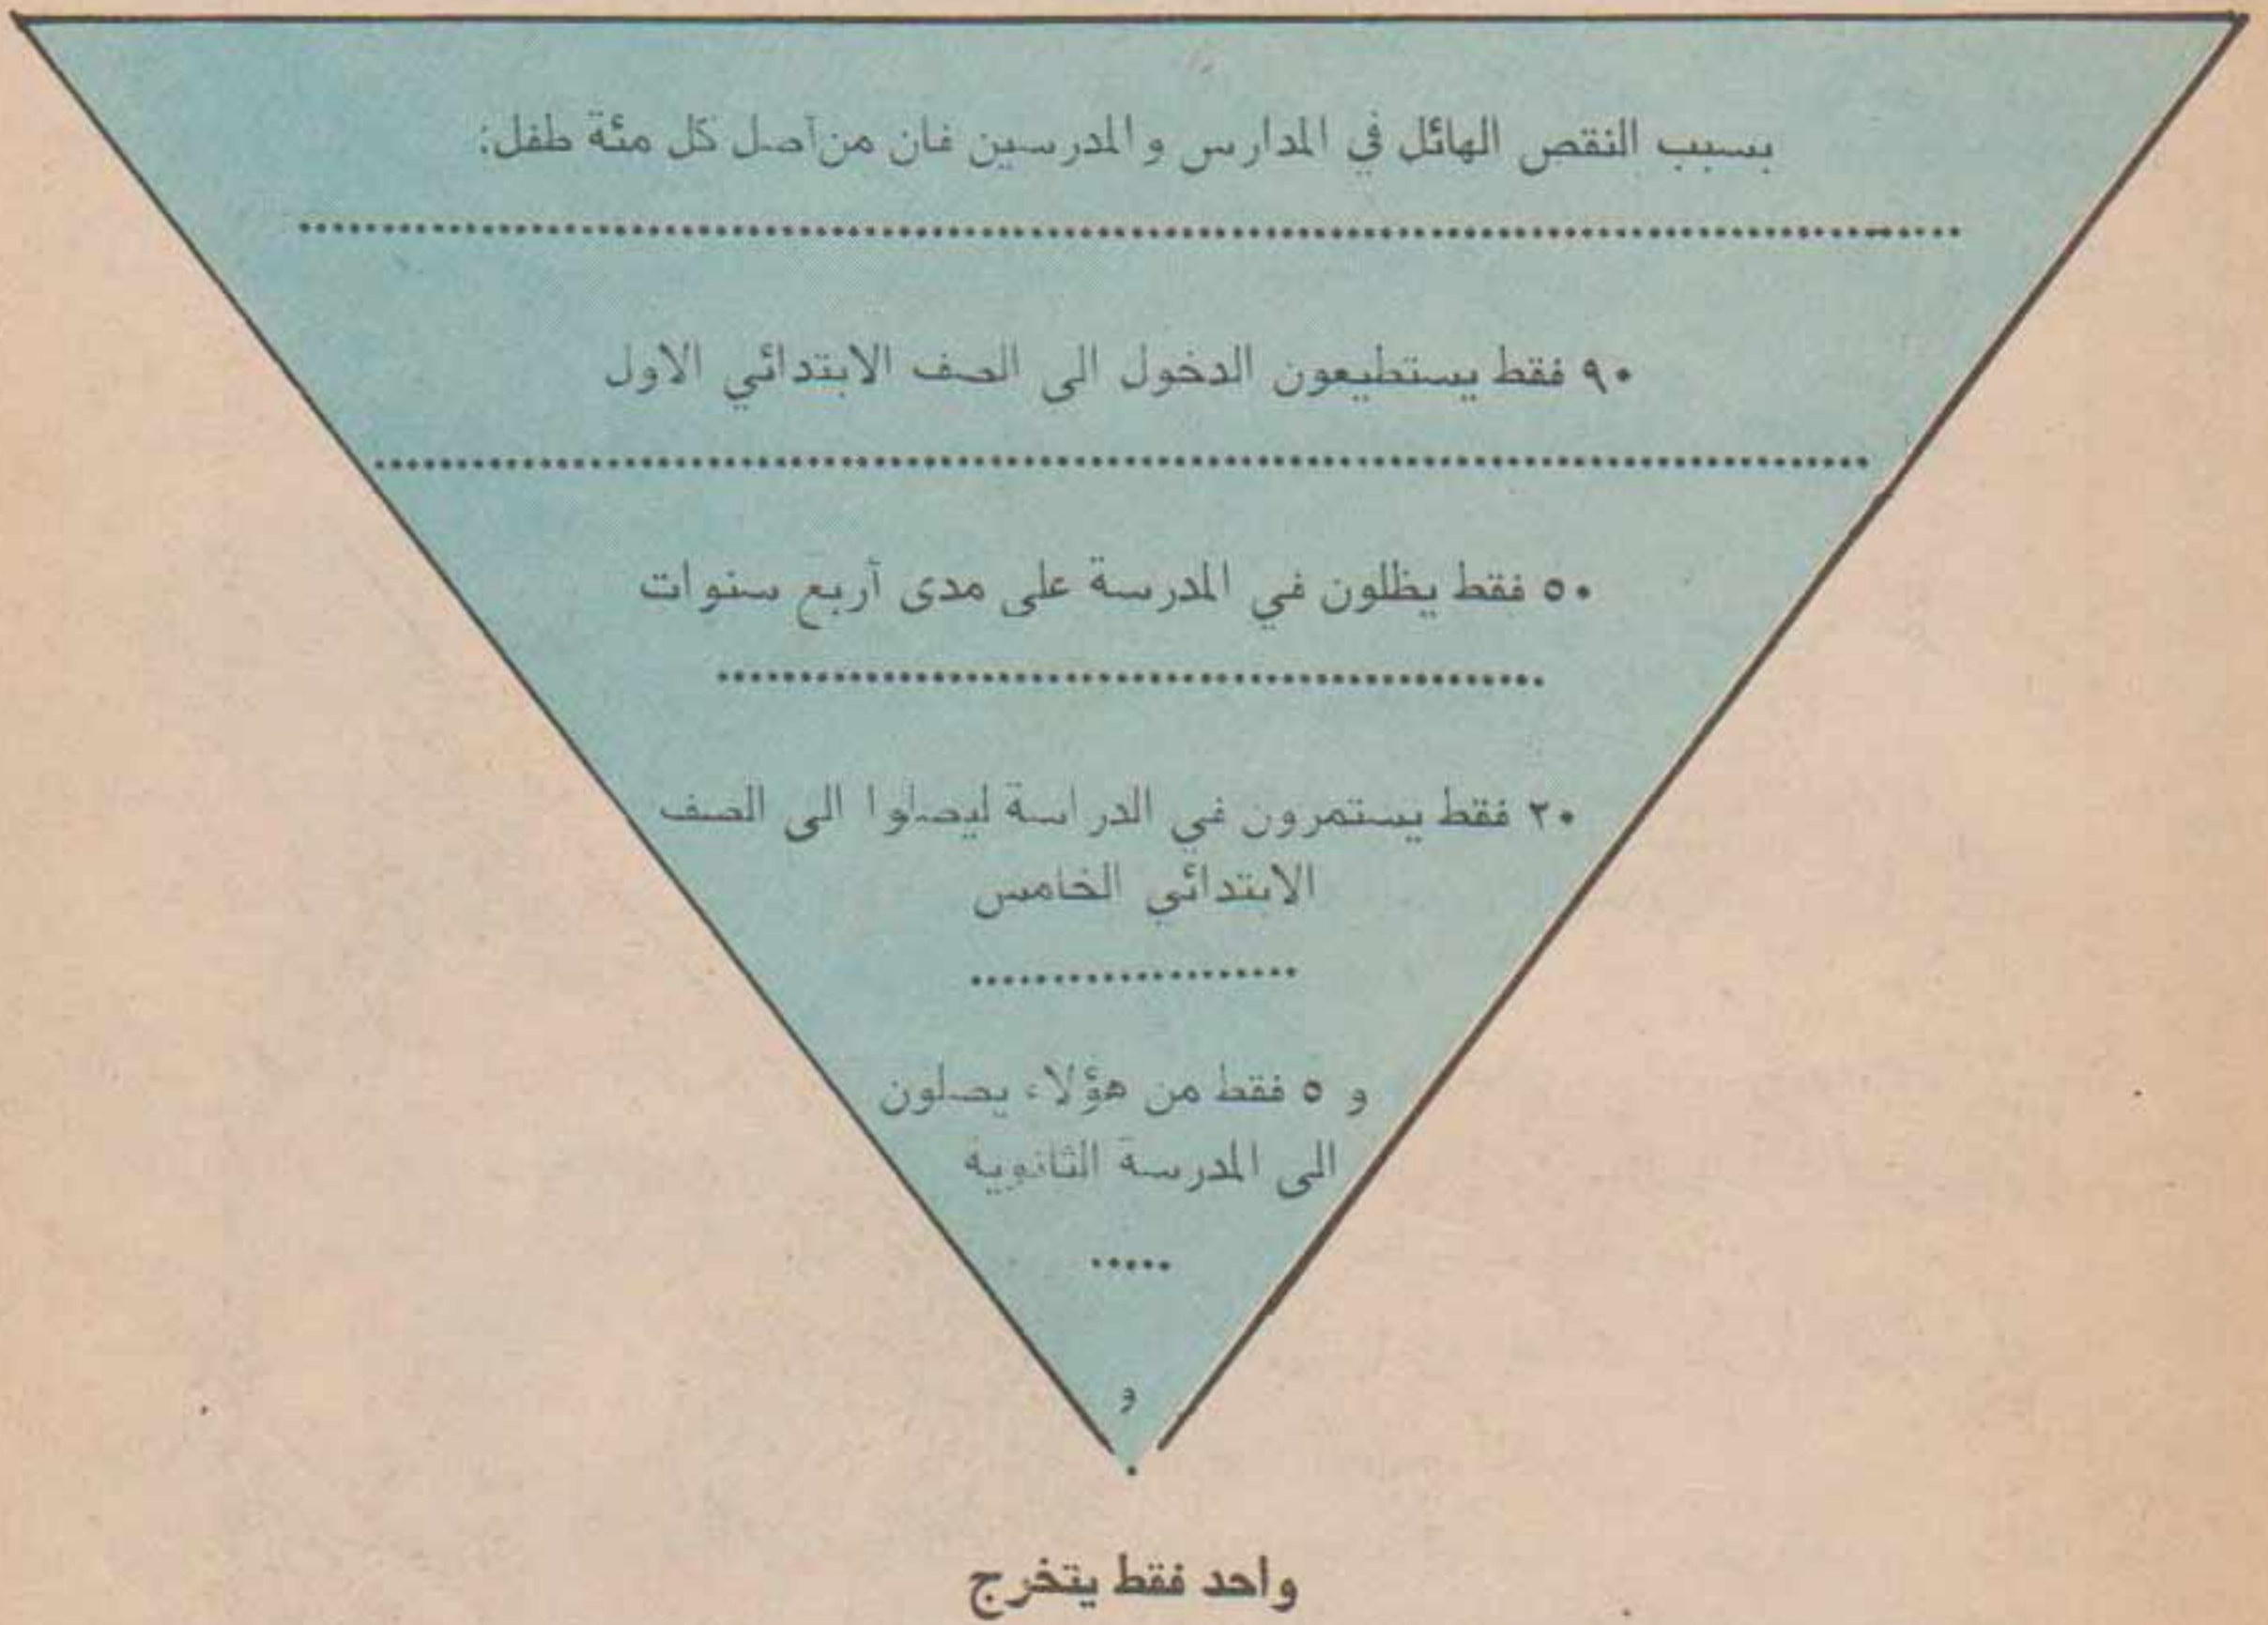 بسبب النقص الهائل في المدارس و المدرسين فان من أصل كل مئة طفل:
٩٠ فقط يستطيعون الدخول الى الصف الابتدائي الاول
٥٠ فقط يظلون في المدرسة على مدى أربع سنوات
٢٠ فقط يستمرون في الدراسة ليصلوا الى الصف
الابتدائي الخامس
و ٥ فقط من هؤلاء يصلون
الى المدرسة الثانوية
و
واحد فقط يتخرج